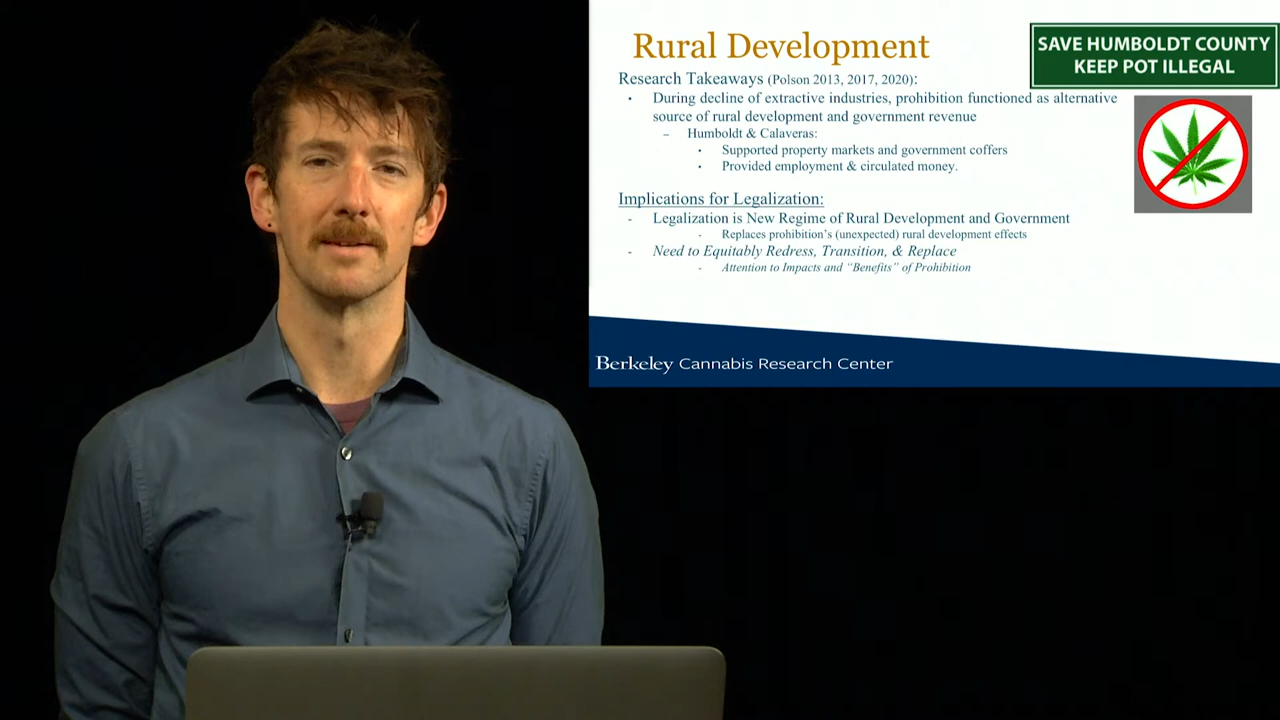 Rural Development
SAVE HUMBOLDT COUNTY
KEEP POT ILLEGAL
Research Takeaways (Polson 2013, 2017, 2020):
• During decline of extractive industries, prohibition functioned as alternative
source of rural development and government revenue
– Humboldt & Calaveras:
• Supported property markets and government coffers
• Provided employment & circulated money.
Implications for Legalization:
- Legalization is New Regime of Rural Development and Government
- Replaces prohibition's (unexpected) rural development effects
- Need to Equitably Redress, Transition, & Replace
- Attention to Impacts and “Benefits” of Prohibition
Berkeley Cannabis Research Center